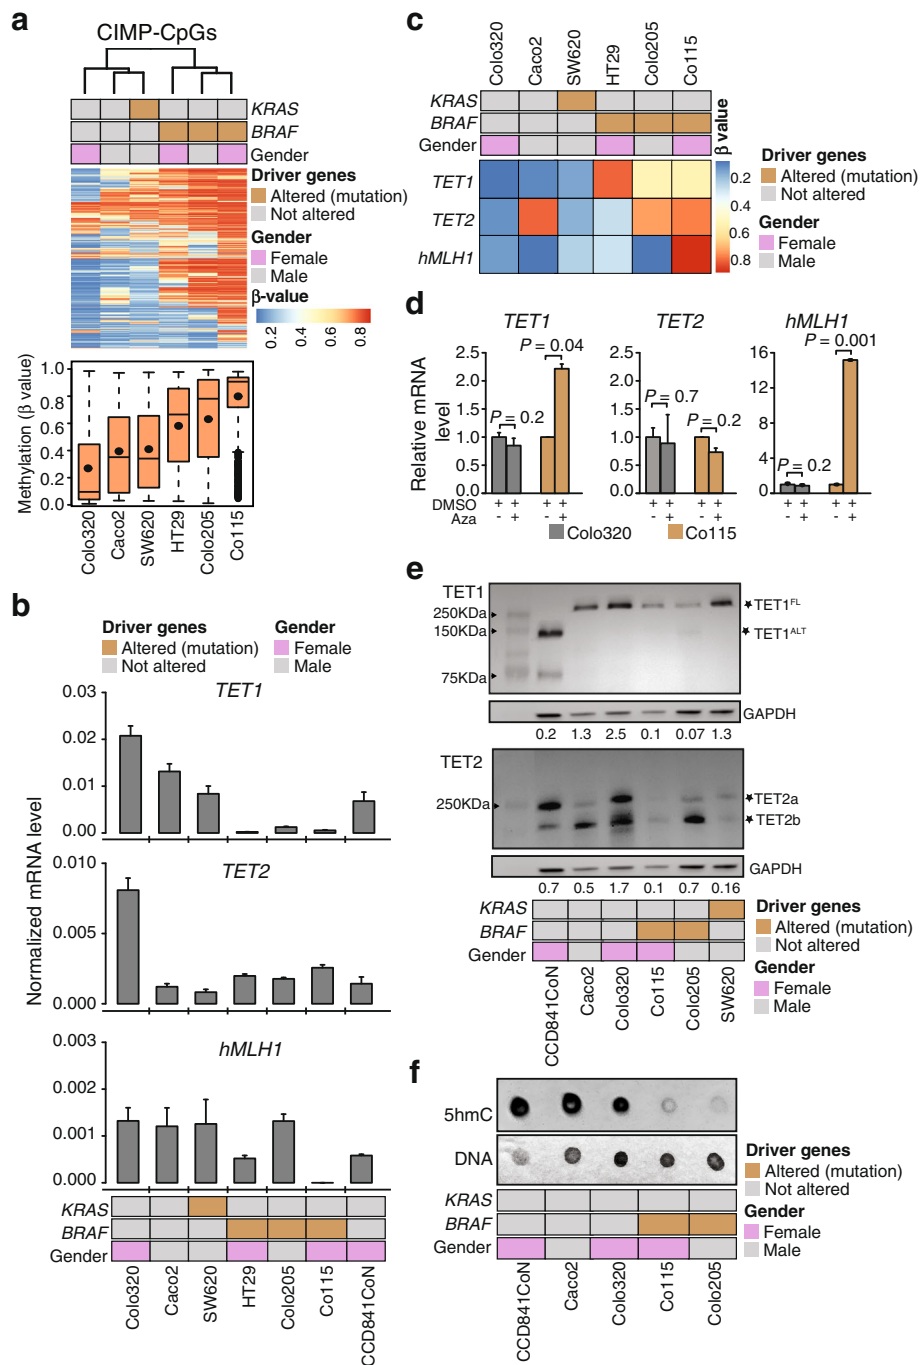 a
CIMP-CpGs
KRAS
BRAF
Gender
Driver genes
Altered (mutation)
Not altered
Gender
Female
Male
β-value
0.2
0.4
0.6
0.8
Methylation (β value)
1.0
0.8
0.6
0.4
0.2
0.0
Colo320
Caco2
SW620
HT29
Colo205
Co115
b
Driver genes
Altered (mutation)
Not altered
Gender
Female
Male
Normalized mRNA level
TET1
0.03
0.02
0.01
0.00
TET2
0.010
0.005
0.000
hMLH1
0.003
0.002
0.001
0.000
KRAS
BRAF
Gender
Colo320
Caco2
SW620
HT29
Colo205
Co115
CCD841CoN
c
Colo320
Caco2
SW620
HT29
Colo205
Co115
KRAS
BRAF
Gender
TET1
TET2
hMLH1
β value
0.2
0.4
0.6
0.8
Driver genes
Altered (mutation)
Not altered
Gender
Female
Male
d
Relative mRNA
level
TET1
2.5
2.0
1.5
1.0
0.5
0.0
P = 0.2
P = 0.04
TET2
2.5
2.0
1.5
1.0
0.5
0.0
P = 0.7
P = 0.2
hMLH1
16
12
8
4
0
P = 0.2
P = 0.001
DMSO + + + + + + + + + + + +
Aza - + - + - + - + - + - +
Colo320
Co115
e
TET1
250KDa
150KDa
75KDa
TET1FL
TET1ALT
GAPDH
0.2 1.3 2.5 0.1 0.07 1.3
TET2
250KDa
TET2a
TET2b
GAPDH
0.7 0.5 1.7 0.1 0.7 0.16
KRAS
BRAF
Gender
CCD841CoN
Caco2
Colo320
Co115
Colo205
SW620
Driver genes
Altered (mutation)
Not altered
Gender
Female
Male
f
5hmC
DNA
KRAS
BRAF
Gender
CCD841CoN
Caco2
Colo320
Co115
Colo205
Driver genes
Altered (mutation)
Not altered
Gender
Female
Male